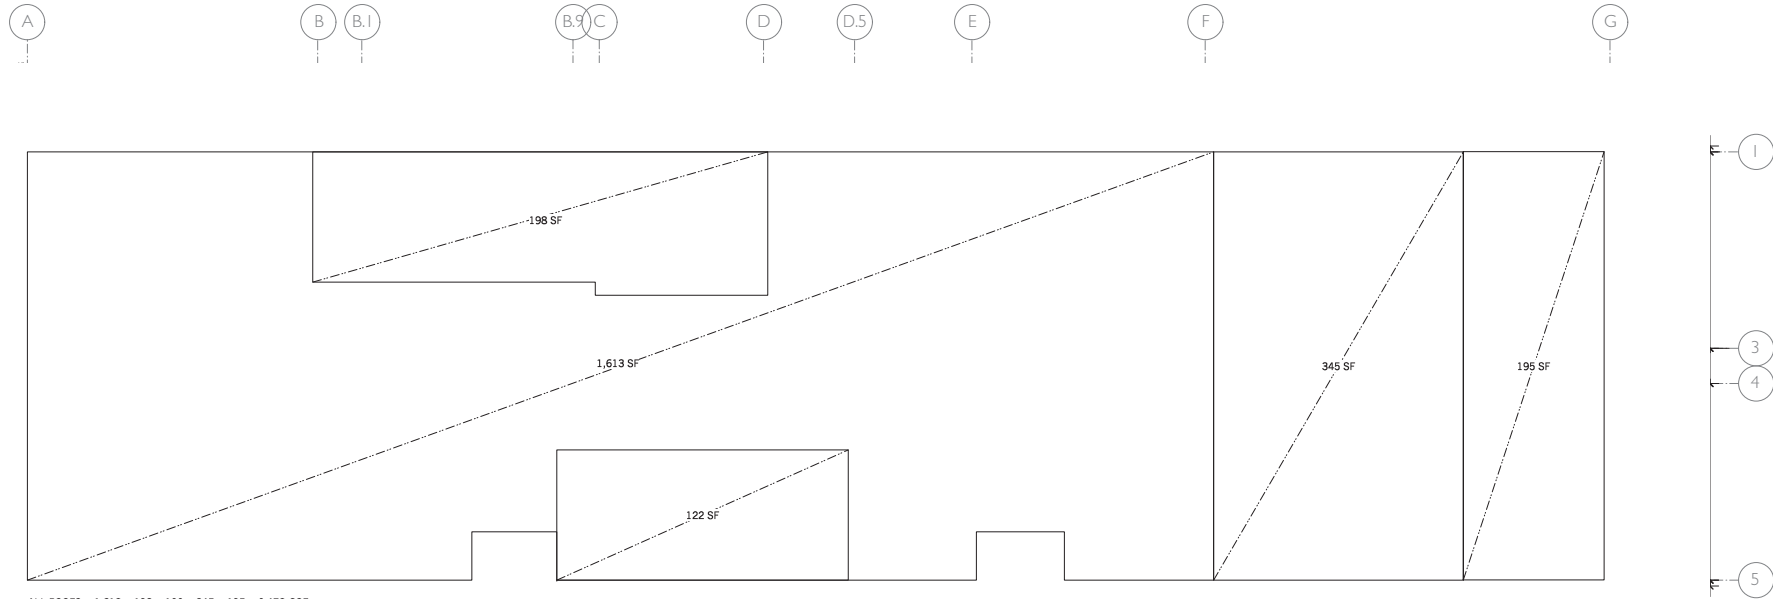 A B B.1 B.9 C D D.5 E F G
1
198 SF
3
1,613 SF
345 SF
195 SF
4
122 SF
5